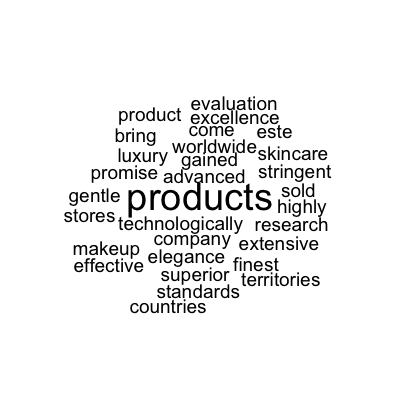 evaluation
product excellence
bring come este
worldwide
luxury gained skincare
promise advanced stringent
gentle products sold
highly
stores technologically research
company
makeup extensive
elegance
effective finest
superior territories
standards
countries